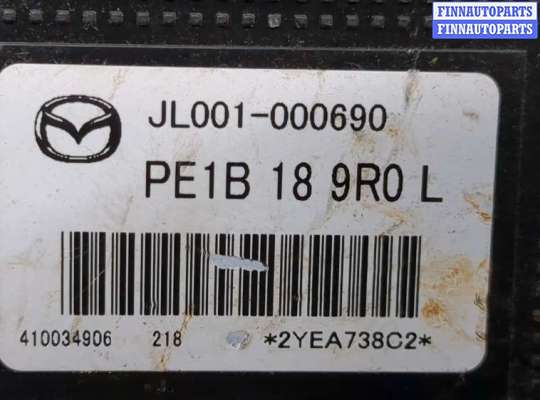 FINNAUTOPARTS
FINNAUTOPARTS
JL001-000690
PE1B 18 9R0 L
410034906 218 *2YEA738C2*